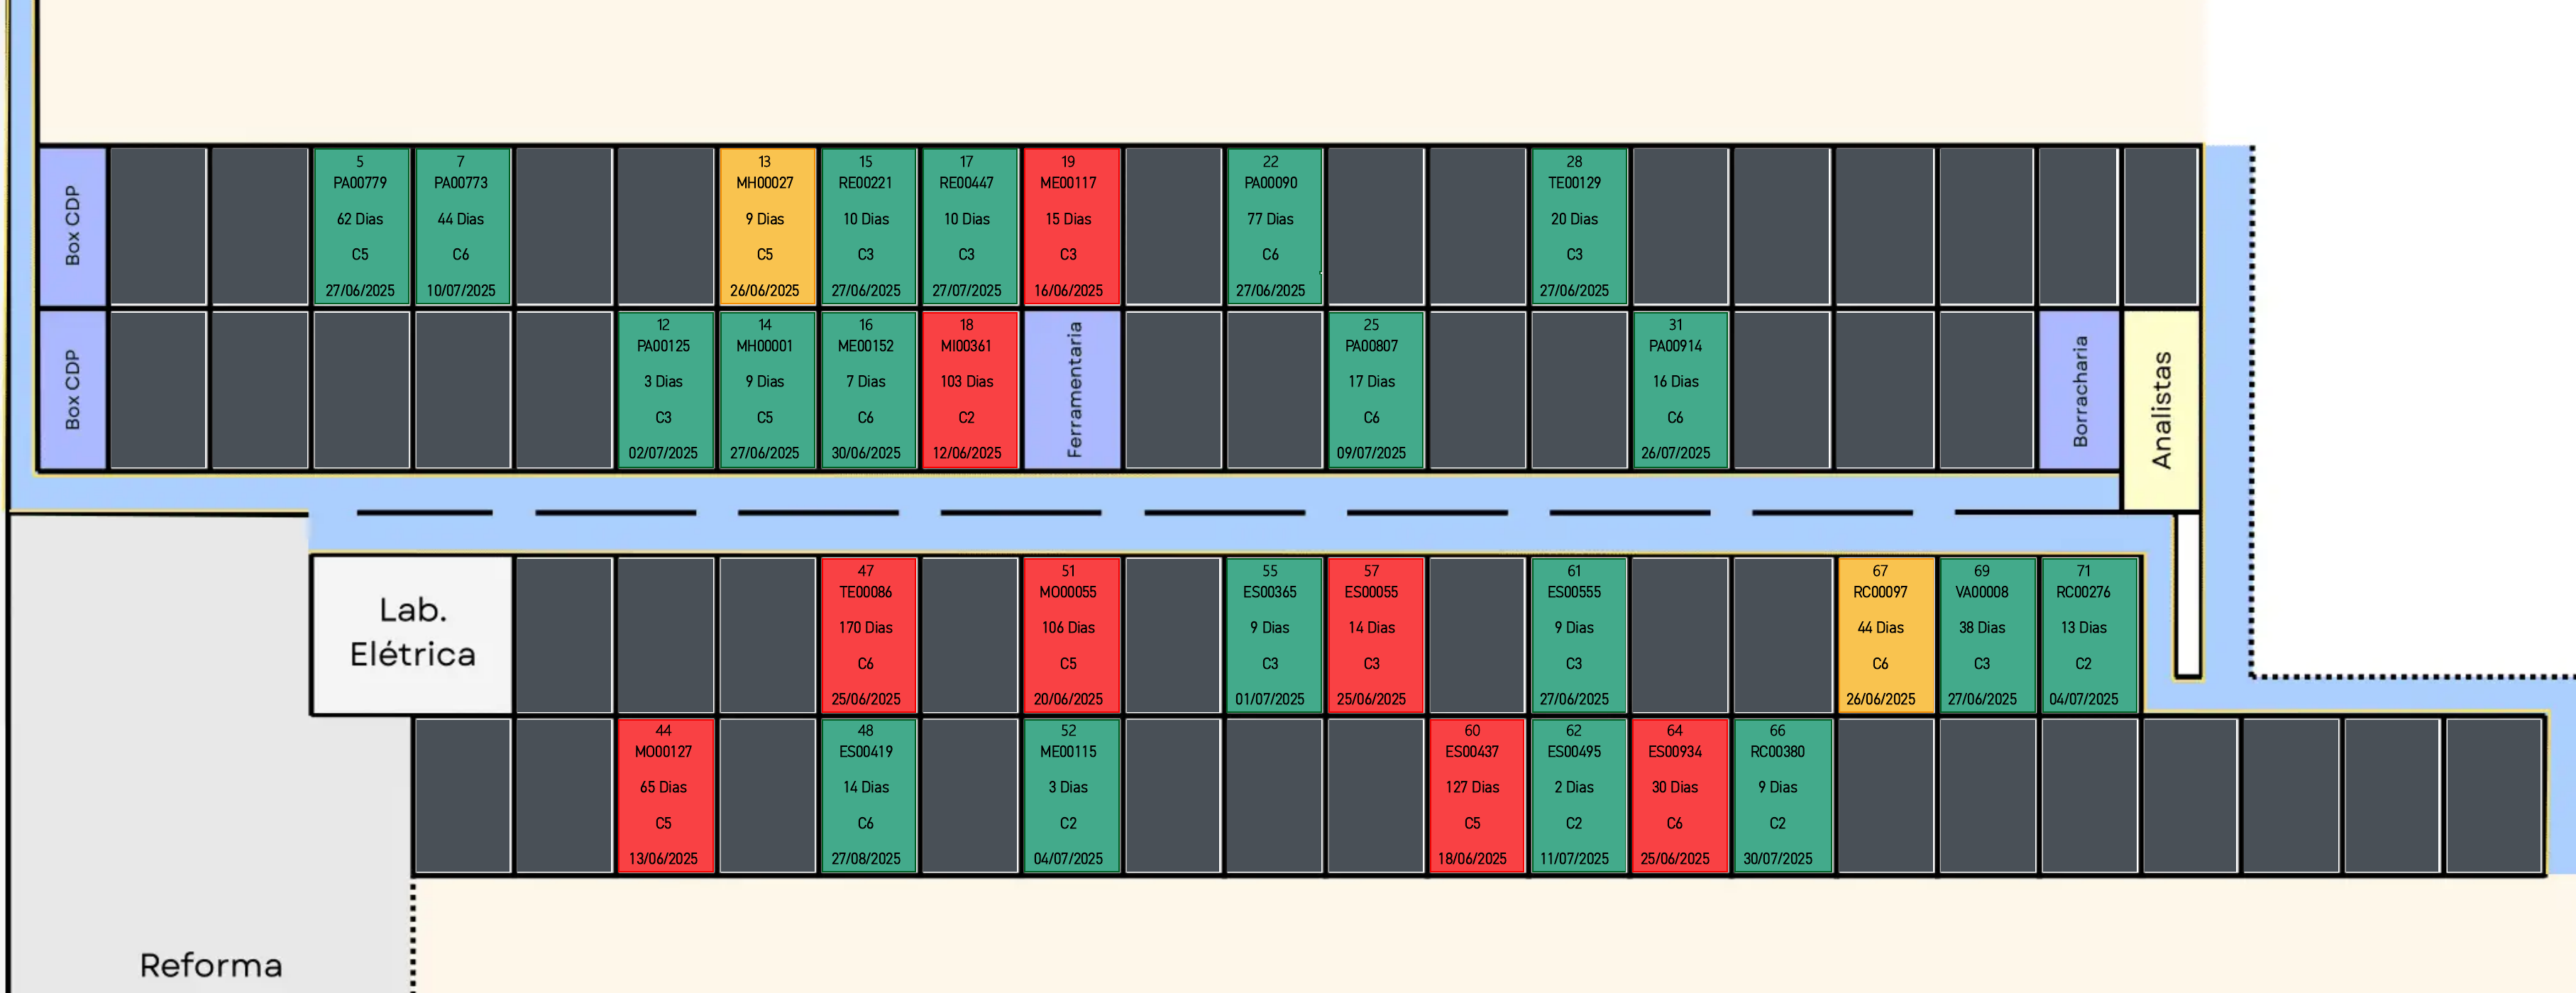 Box CDP
5
PA00779
62 Dias
C5
27/06/2025
7
PA00773
44 Dias
C6
10/07/2025
13
MH00027
9 Dias
C5
26/06/2025
15
RE00221
10 Dias
C3
27/06/2025
17
RE00447
10 Dias
C3
27/07/2025
19
ME00117
15 Dias
C3
16/06/2025
22
PA00090
77 Dias
C6
27/06/2025
28
TE00129
20 Dias
C3
27/06/2025
Box CDP
12
PA00125
3 Dias
C3
02/07/2025
14
MH00001
9 Dias
C5
27/06/2025
16
ME00152
7 Dias
C6
30/06/2025
18
MI00361
103 Dias
C2
12/06/2025
Ferramentaria
25
PA00807
17 Dias
C6
09/07/2025
31
PA00914
16 Dias
C6
26/07/2025
Borracharia
Analistas
Lab.
Elétrica
47
TE00086
170 Dias
C6
25/06/2025
51
MO00055
106 Dias
C5
20/06/2025
55
ES00365
9 Dias
C3
01/07/2025
57
ES00055
14 Dias
C3
25/06/2025
61
ES00555
9 Dias
C3
27/06/2025
67
RC00097
44 Dias
C6
26/06/2025
69
VA00008
38 Dias
C3
27/06/2025
71
RC00276
13 Dias
C2
04/07/2025
44
MO00127
65 Dias
C5
13/06/2025
48
ES00419
14 Dias
C6
27/08/2025
52
ME00115
3 Dias
C2
04/07/2025
60
ES00437
127 Dias
C5
18/06/2025
62
ES00495
2 Dias
C2
11/07/2025
64
ES00934
30 Dias
C6
25/06/2025
66
RC00380
9 Dias
C2
30/07/2025
Reforma